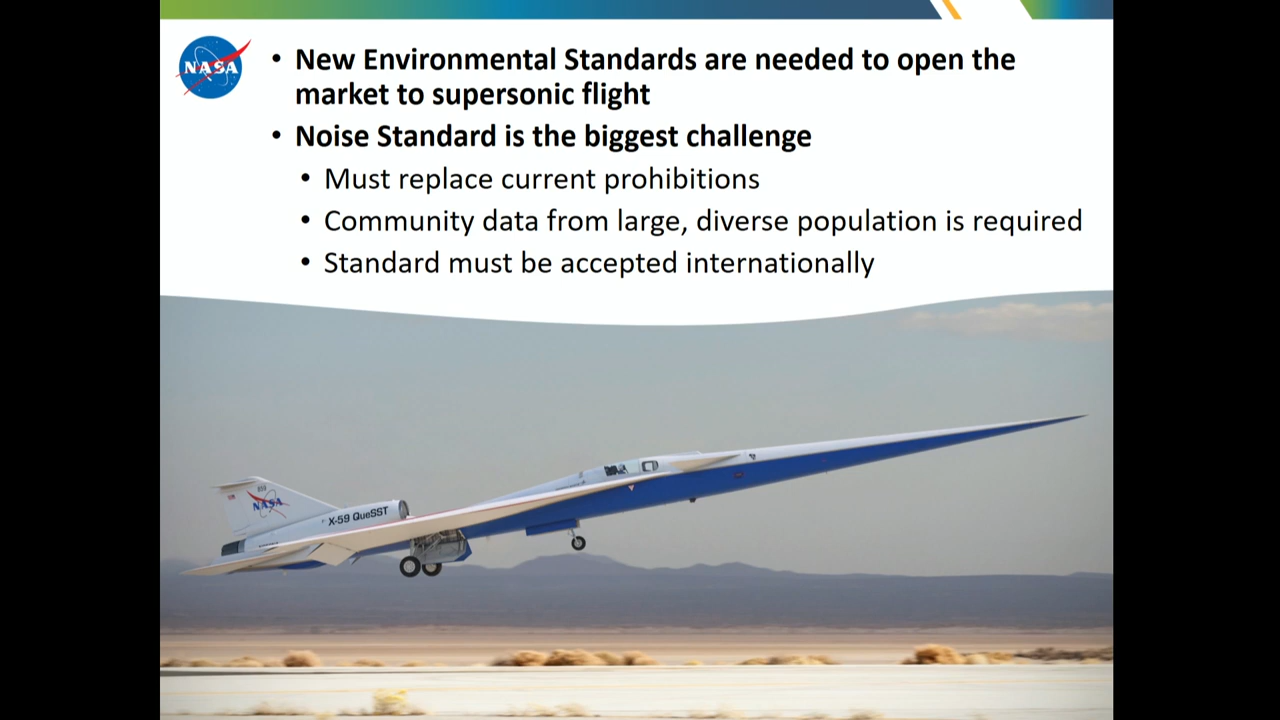 NASA
• New Environmental Standards are needed to open the
market to supersonic flight
• Noise Standard is the biggest challenge
• Must replace current prohibitions
• Community data from large, diverse population is required
• Standard must be accepted internationally
NASA
X-59 QueSST